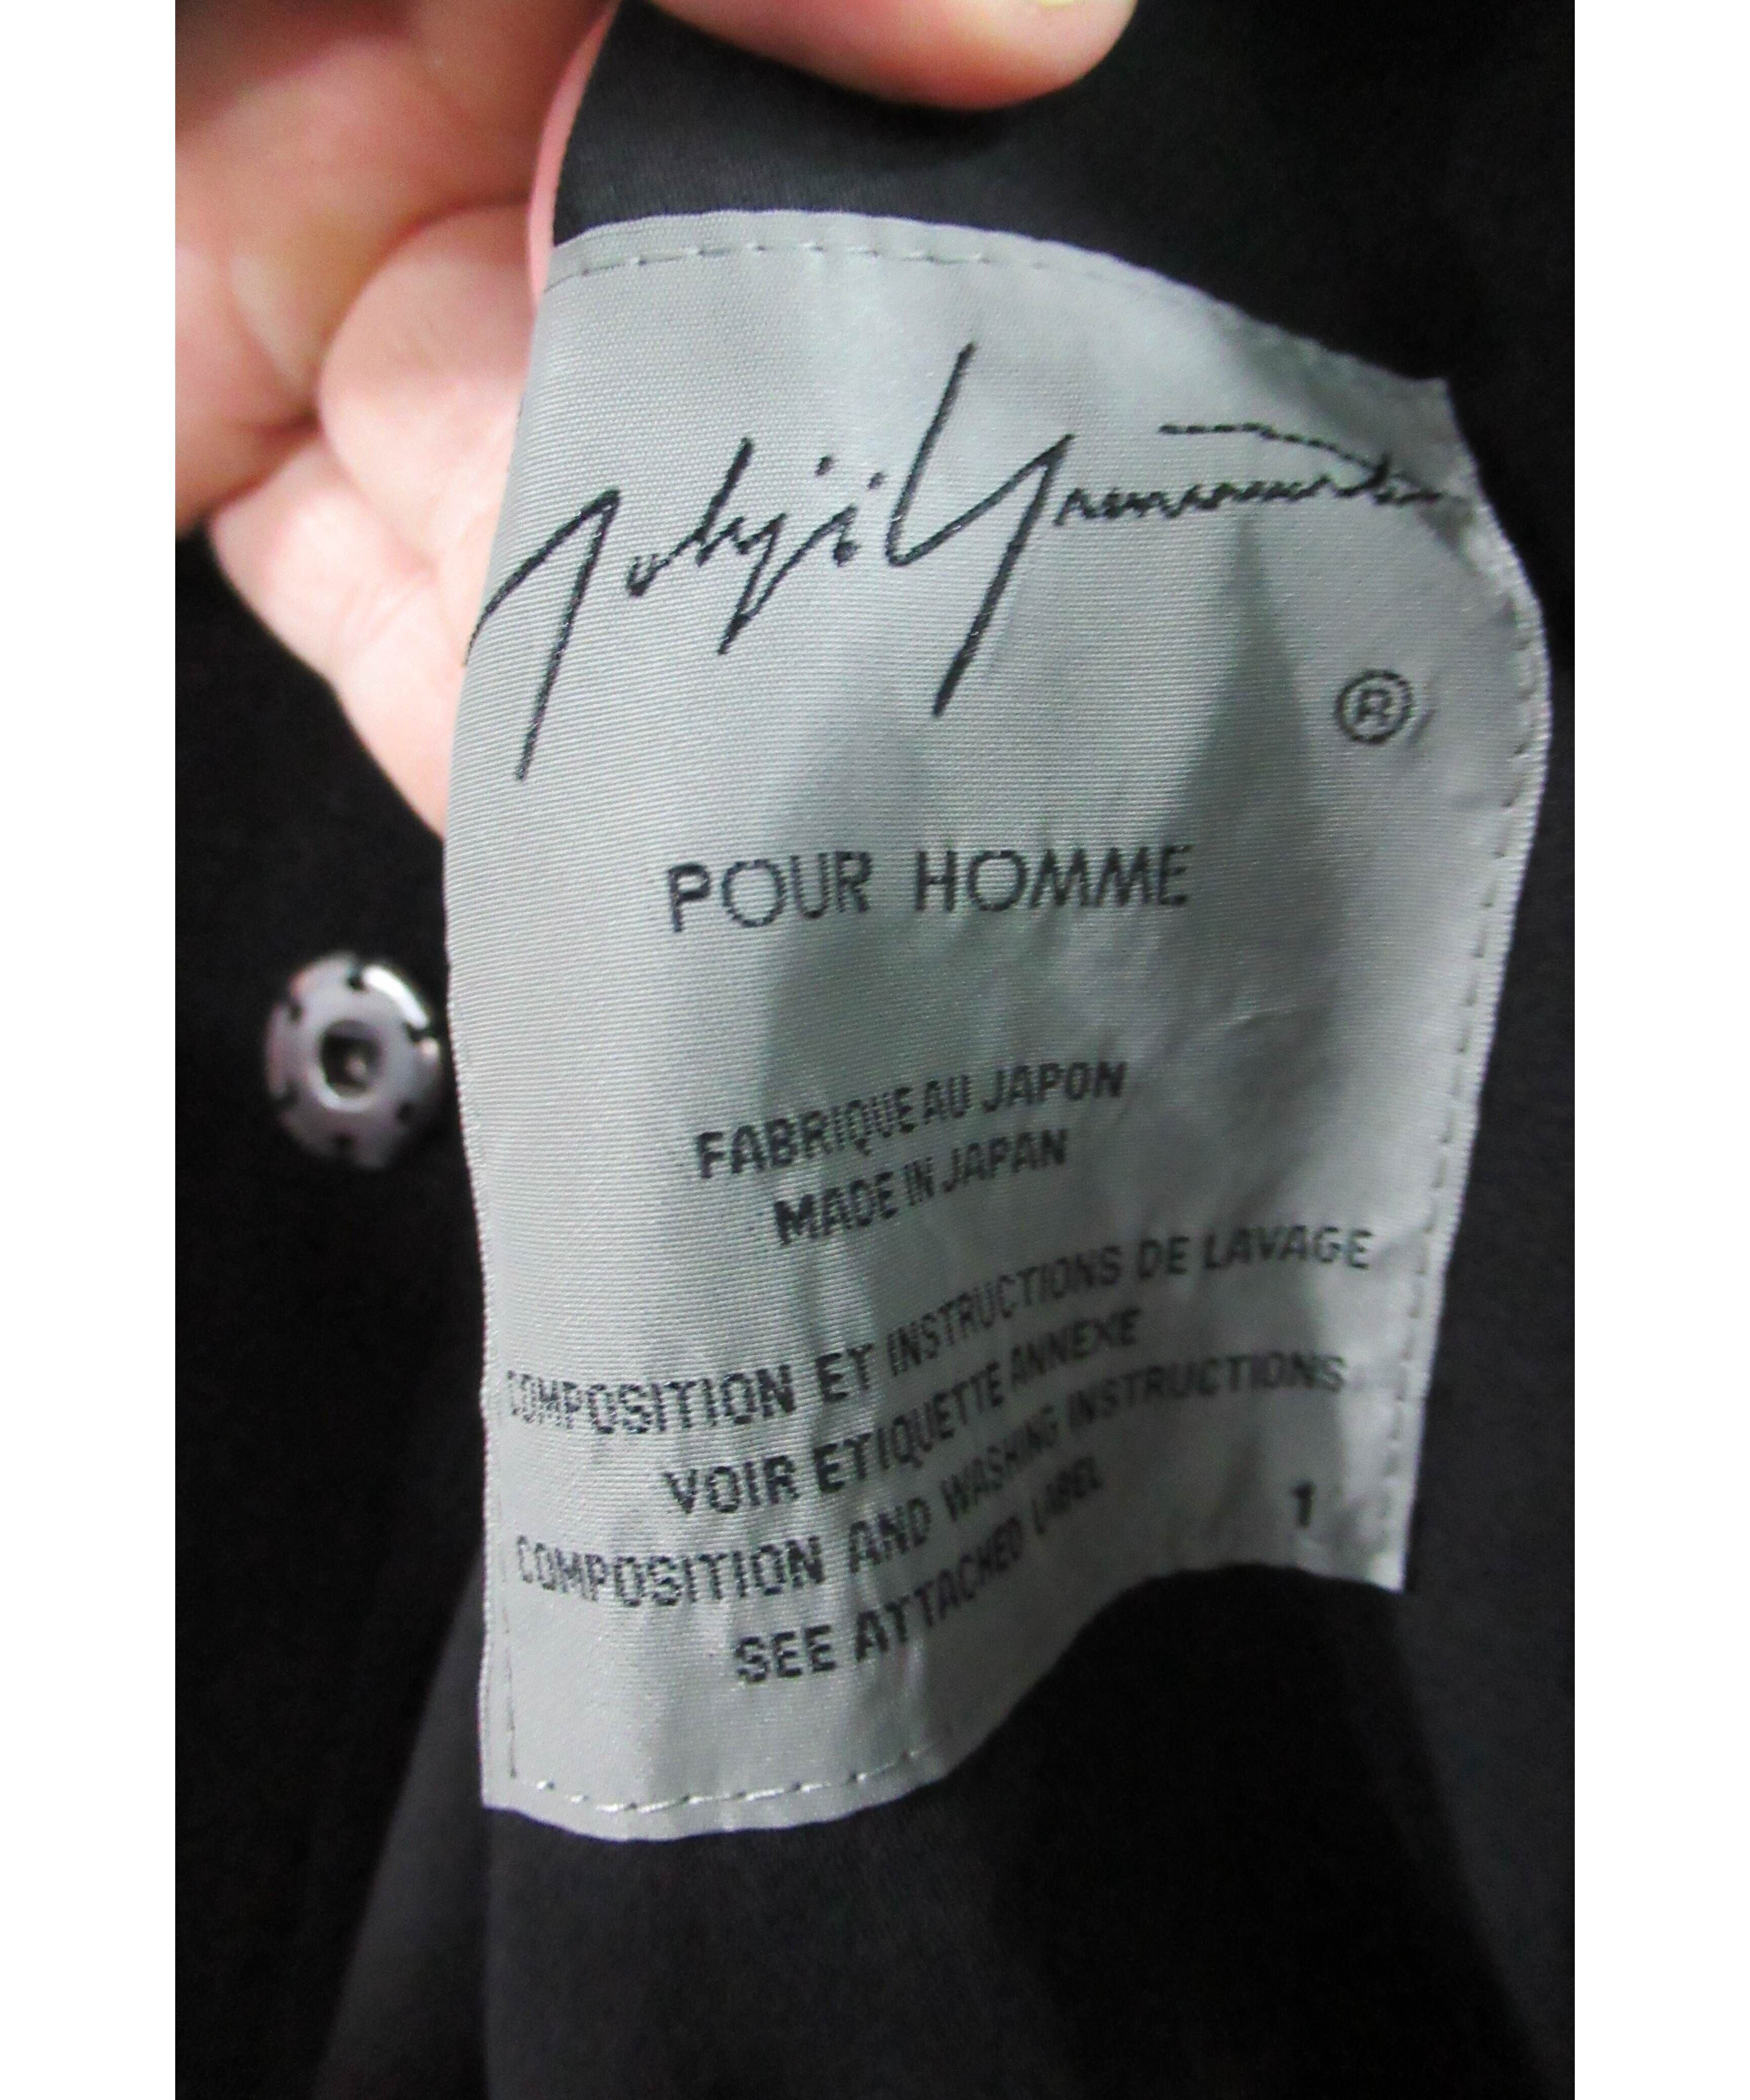 Yohji Yamamoto
®
POUR HOMME
FABRIQUE AU JAPON
MADE IN JAPAN
COMPOSITION ET INSTRUCTIONS DE LAVAGE
VOIR ETIQUETTE ANNEXE
COMPOSITION AND WASHING INSTRUCTIONS
SEE ATTACHED LABEL
1